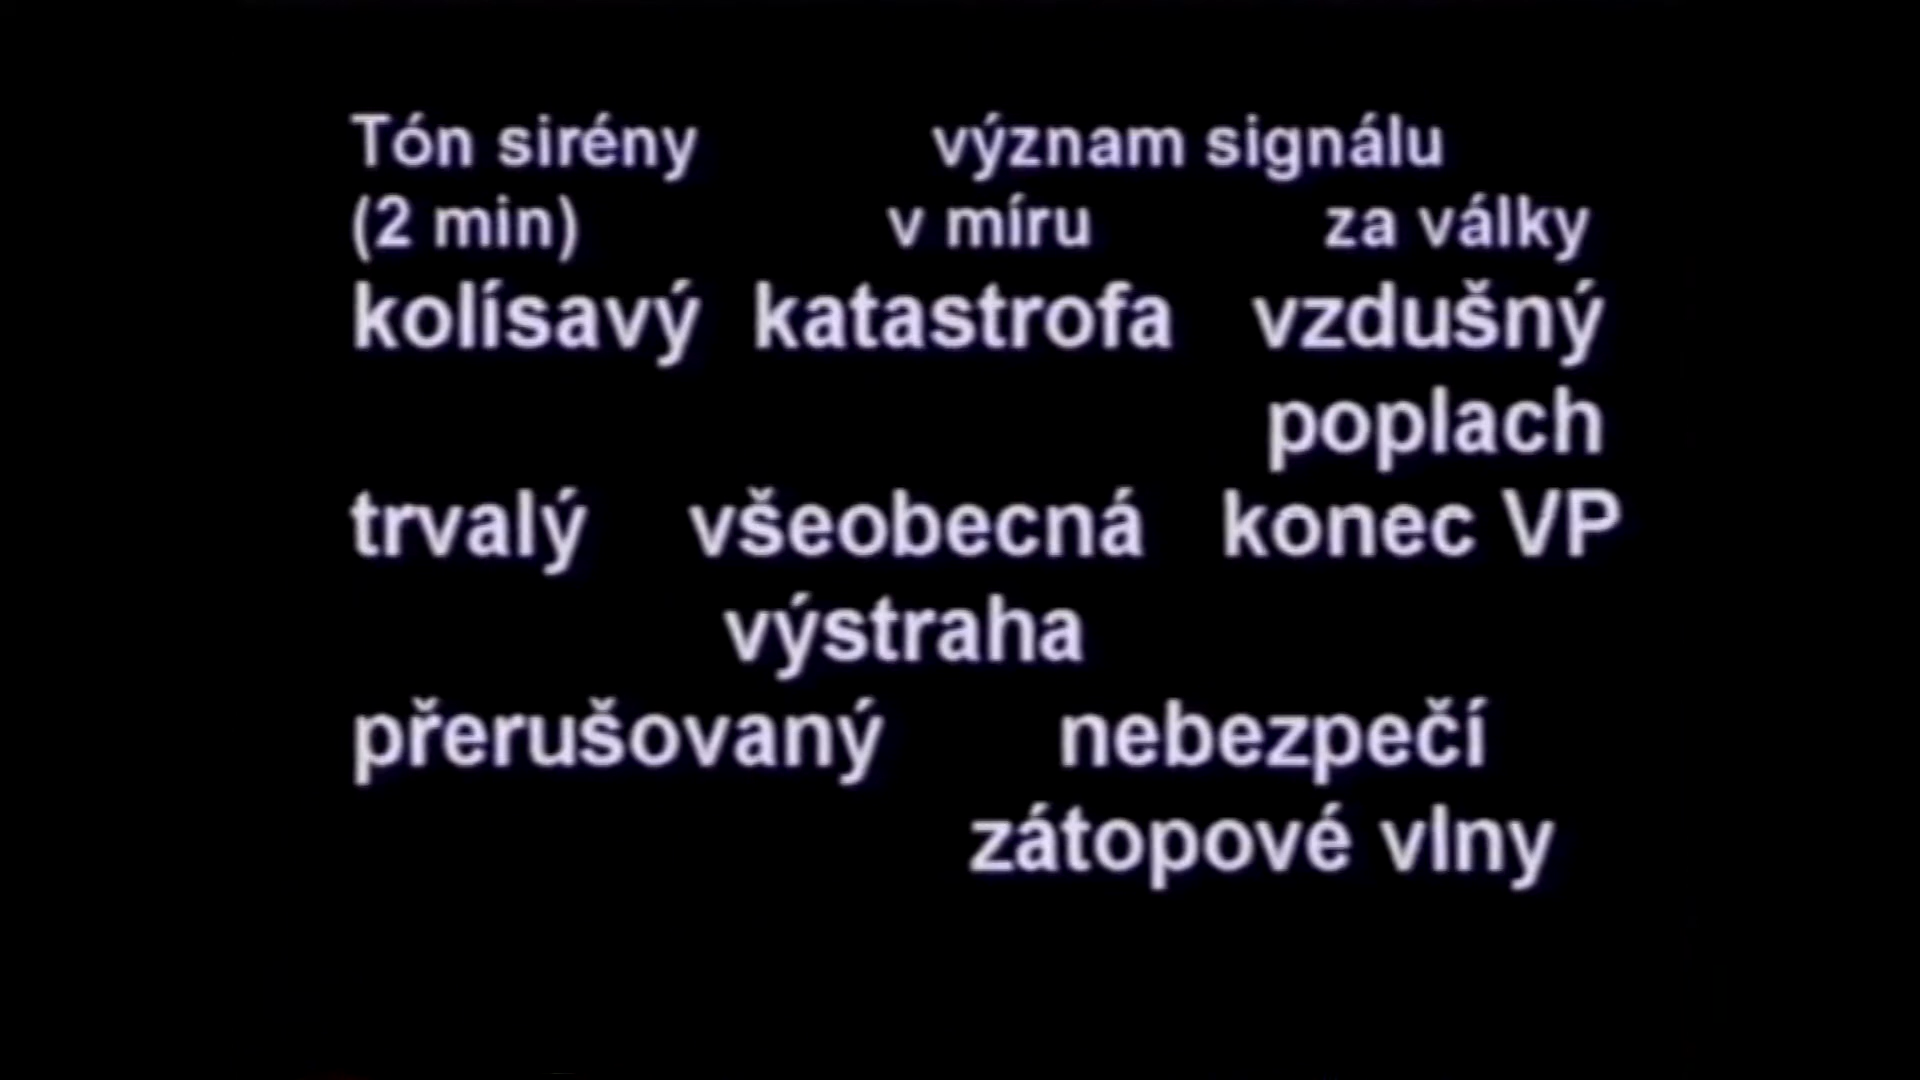 Tón sirény význam signálu
(2 min) v míru za války
kolísavý katastrofa vzdušný
poplach
trvalý všeobecná konec VP
výstraha
přerušovaný nebezpečí
zátopové vlny